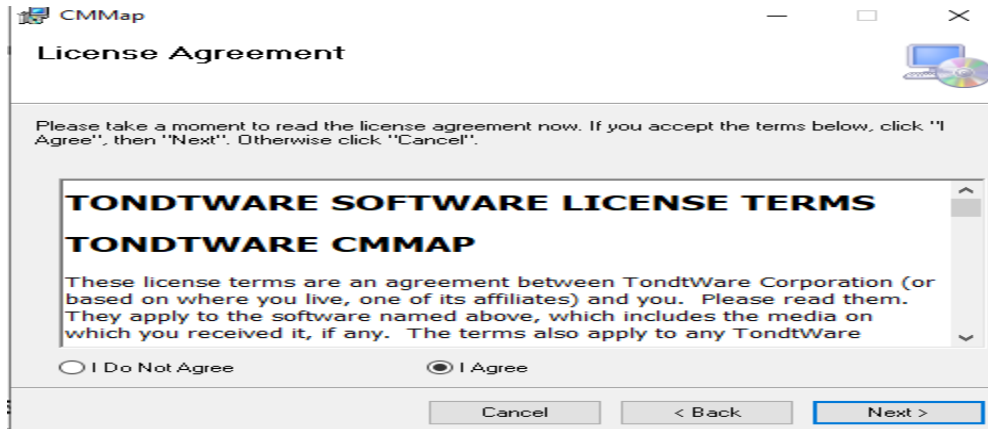 CMMap
License Agreement
Please take a moment to read the license agreement now. If you accept the terms below, click "I
Agree", then "Next". Otherwise click "Cancel".
TONDTWARE SOFTWARE LICENSE TERMS
TONDTWARE CMMAP
These license terms are an agreement between TondtWare Corporation (or
based on where you live, one of its affiliates) and you. Please read them.
They apply to the software named above, which includes the media on
which you received it, if any. The terms also apply to any TondtWare
I Do Not Agree
I Agree
Cancel
< Back
Next >